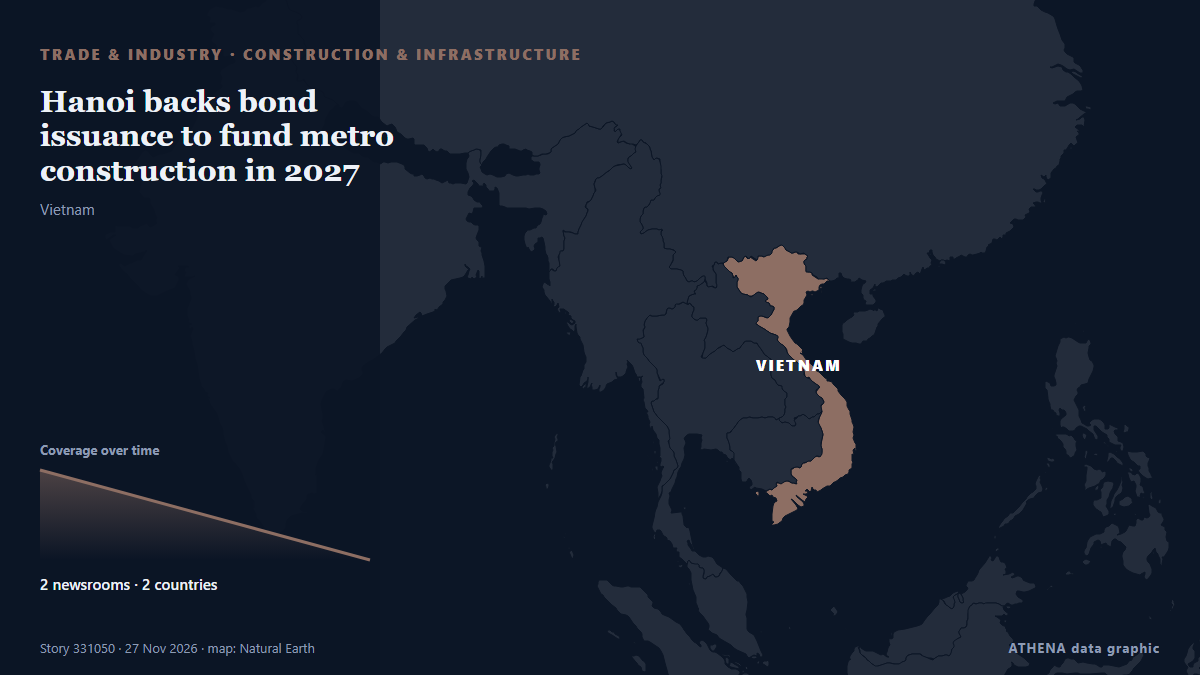 TRADE & INDUSTRY · CONSTRUCTION & INFRASTRUCTURE
Hanoi backs bond
issuance to fund metro
construction in 2027
Vietnam
VIETNAM
Coverage over time
2 newsrooms · 2 countries
Story 331050 · 27 Nov 2026 · map: Natural Earth
ATHENA data graphic